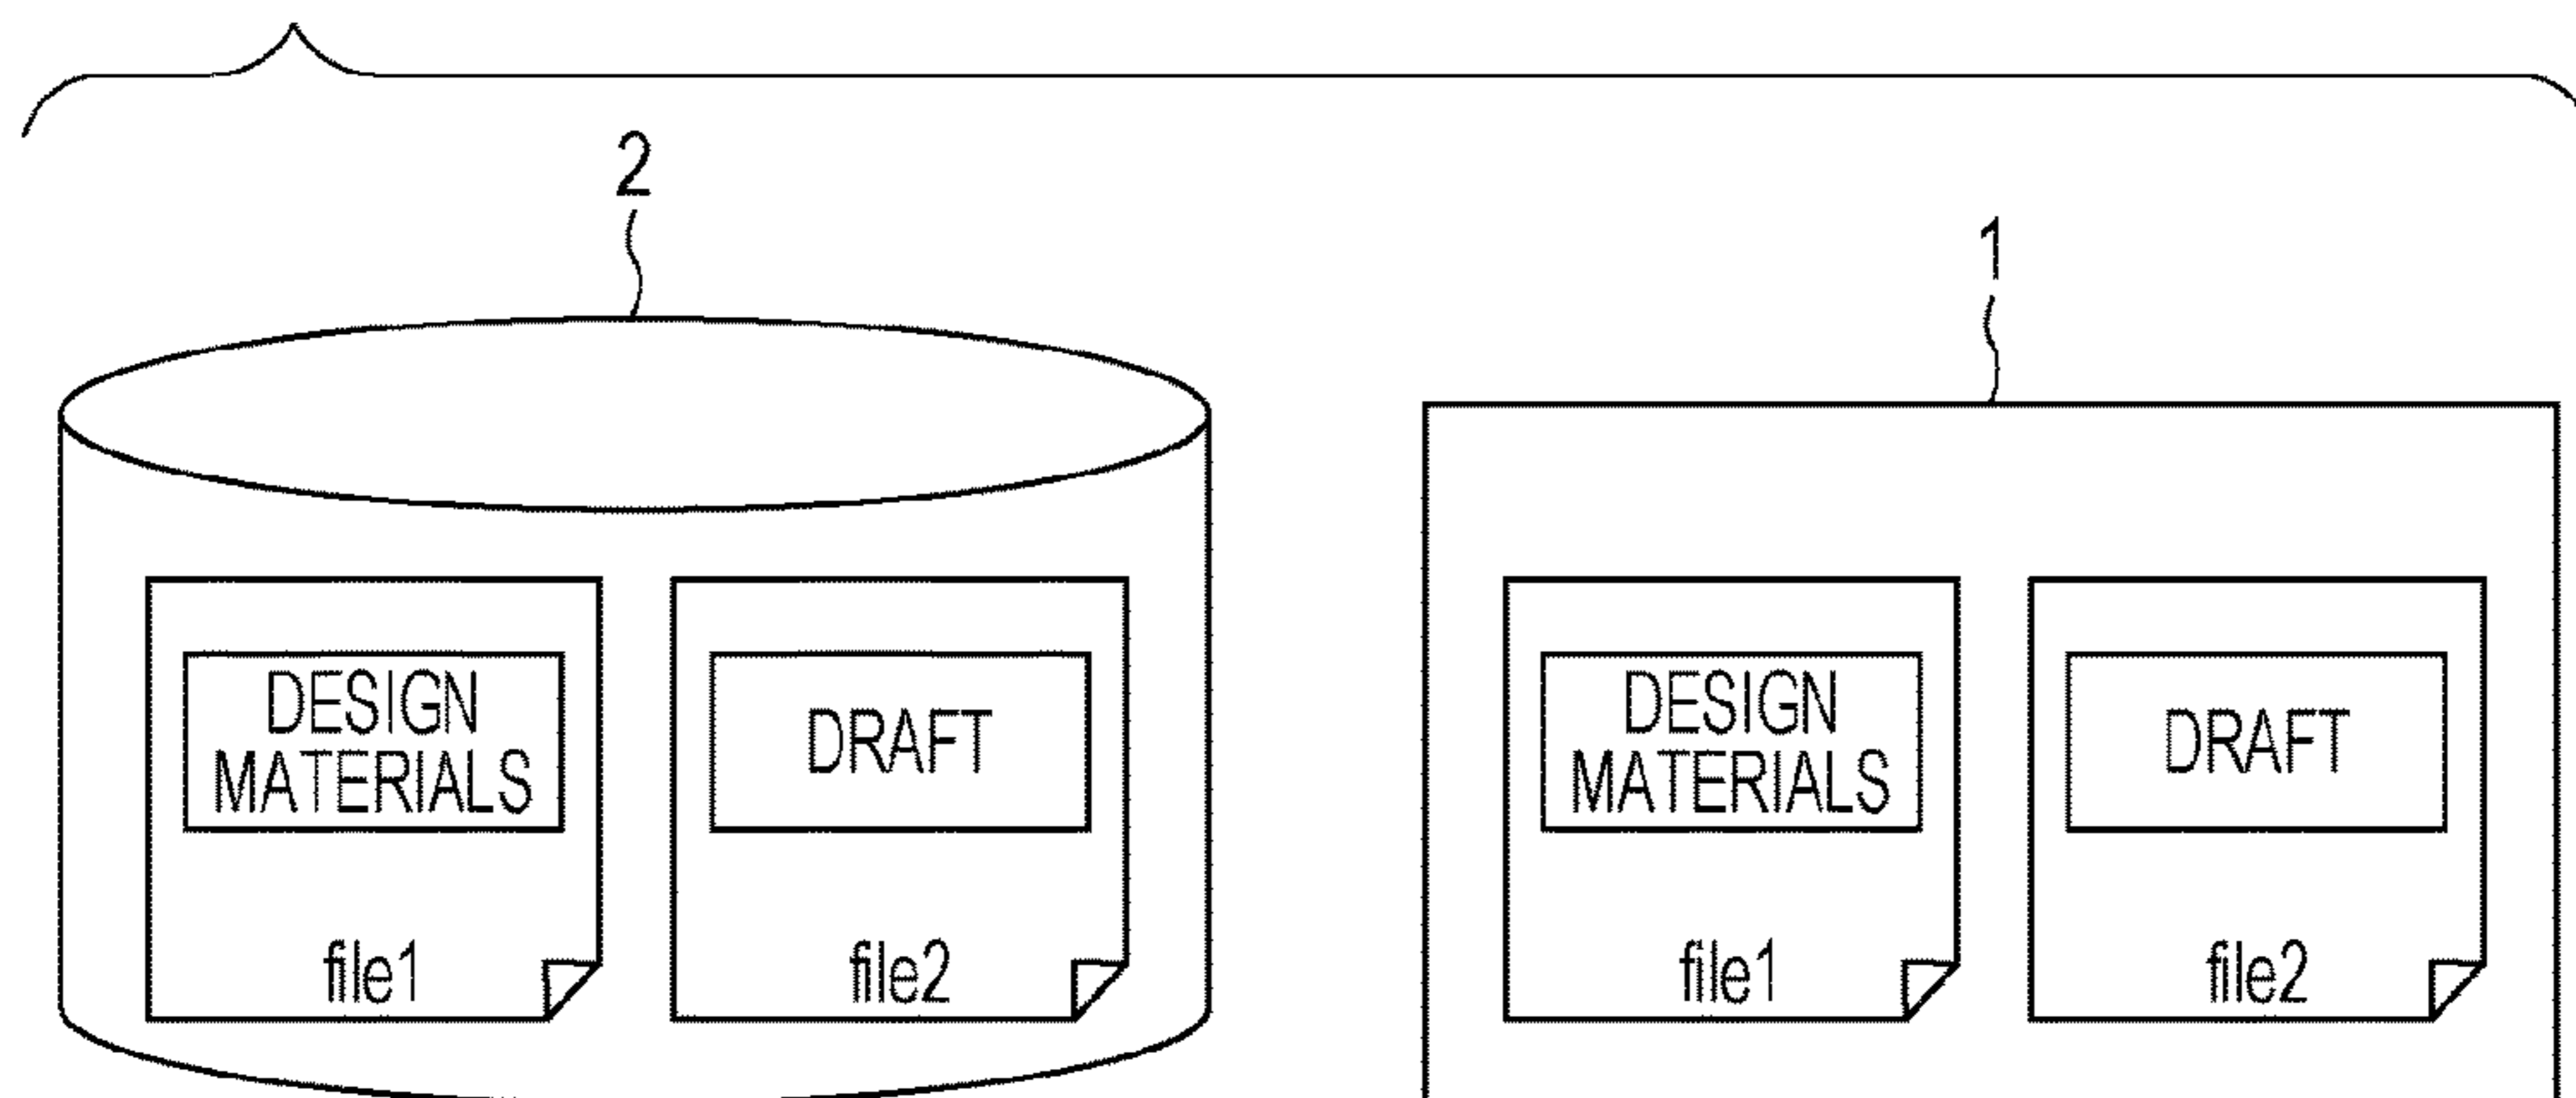 2
1
DESIGN
MATERIALS
file1
DRAFT
file2
DESIGN
MATERIALS
file1
DRAFT
file2